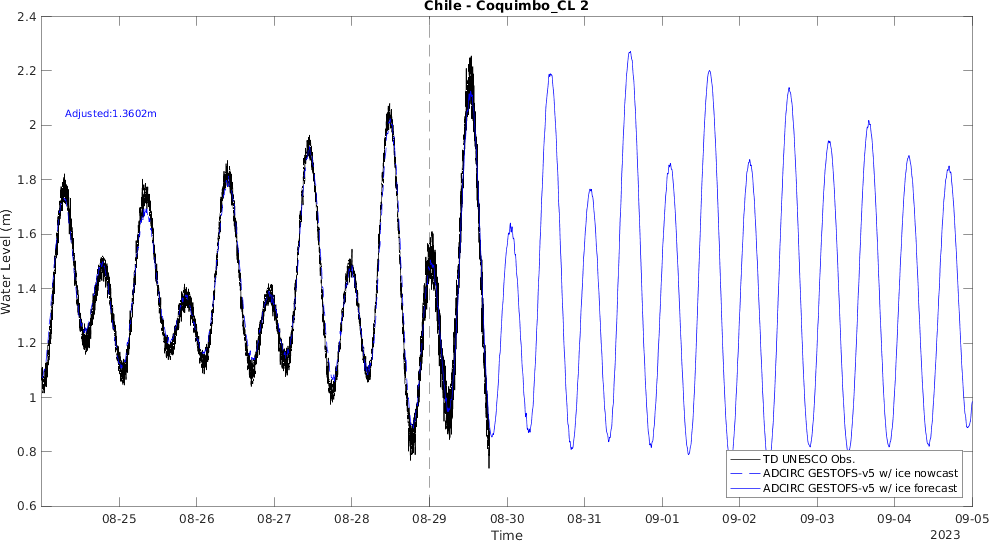 Chile - Coquimbo_CL 2
2.4
2.2
2
1.8
1.6
1.4
1.2
1
0.8
0.6
Water Level (m)
Adjusted:1.3602m
TD UNESCO Obs.
ADCIRC GESTOFS-v5 w/ ice nowcast
ADCIRC GESTOFS-v5 w/ ice forecast
08-25 08-26 08-27 08-28 08-29 08-30 08-31 09-01 09-02 09-03 09-04 09-05
Time
2023